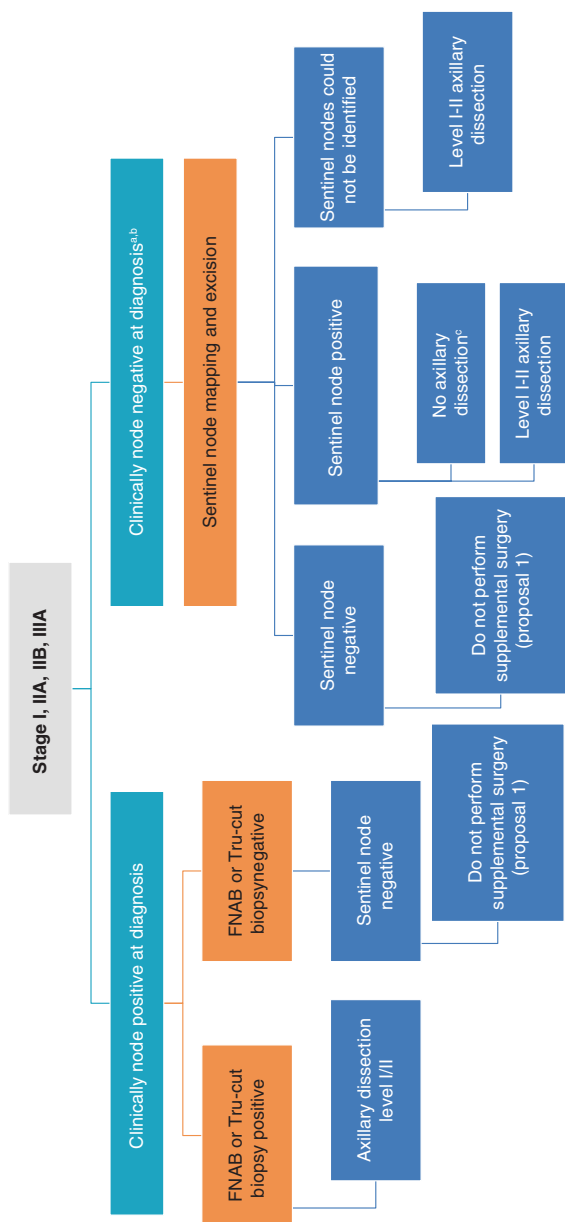 Stage I, IIA, IIB, IIIA
Clinically node positive at diagnosis
Clinically node negative at diagnosisa,b
FNAB or Tru-cut
biopsy positive
FNAB or Tru-cut
biopsynegative
Sentinel node mapping and excision
Axillary dissection
level I/II
Sentinel node
negative
Sentinel node
negative
Sentinel node positive
Sentinel nodes could
not be identified
Do not perform
supplemental surgery
(proposal 1)
Do not perform
supplemental surgery
(proposal 1)
No axillary
dissectionc
Level I-II axillary
dissection
Level I-II axillary
dissection